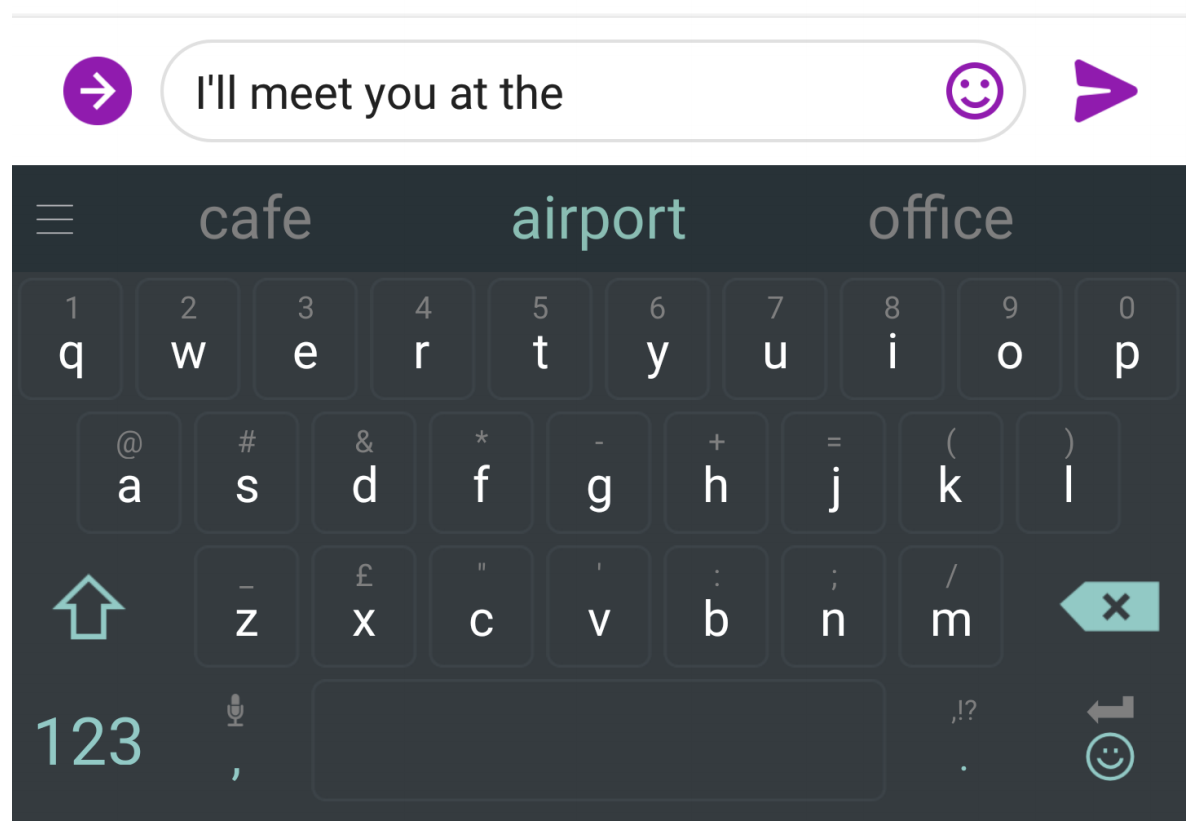 I'll meet you at the
cafe airport office
1 2 3 4 5 6 7 8 9 0
q w e r t y u i o p
@ # & * - + = ( )
a s d f g h j k l
_ £ " ' : ; /
z x c v b n m
,!?
123 , .